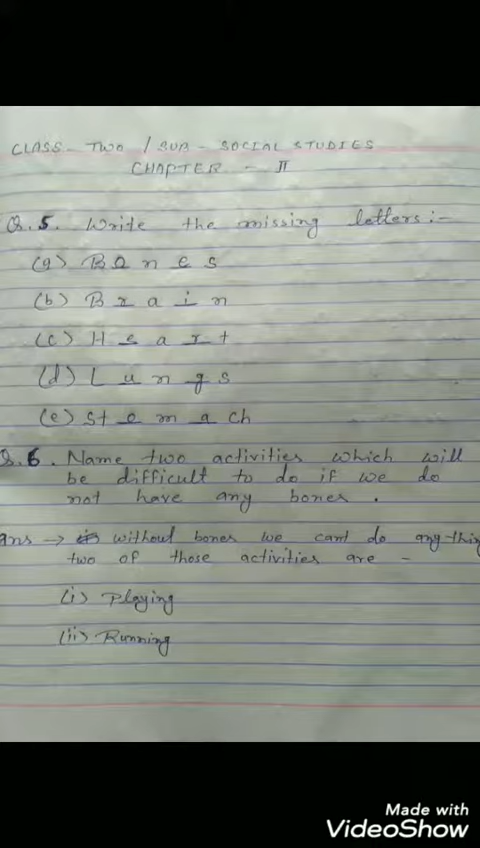 CLASS - TWO / SUB - SOCIAL STUDIES
CHAPTER - II
Q.5. Write the missing letters:-
(a) B o n e s
(b) B r a i n
(c) H e a r t
(d) L u n g s
(e) St o m a ch
Q.6. Name two activities which will
be difficult to do if we do
not have any bones.
Ans → without bones we cant do any thing
two of those activities are -
(i) Playing
(ii) Running
Made with
VideoShow